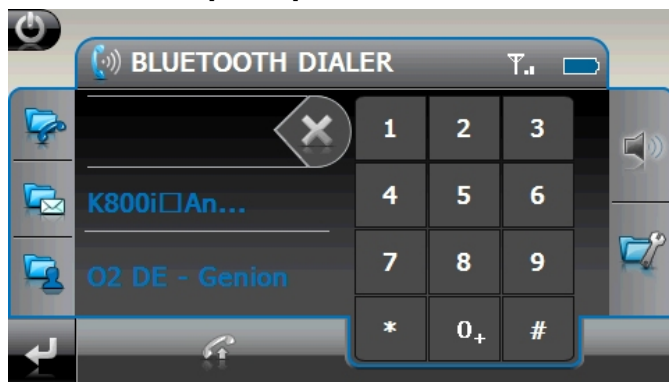 BLUETOOTH DIALER
1 2 3
K800i□An...
4 5 6
O2 DE - Genion
7 8 9
* 0+ #